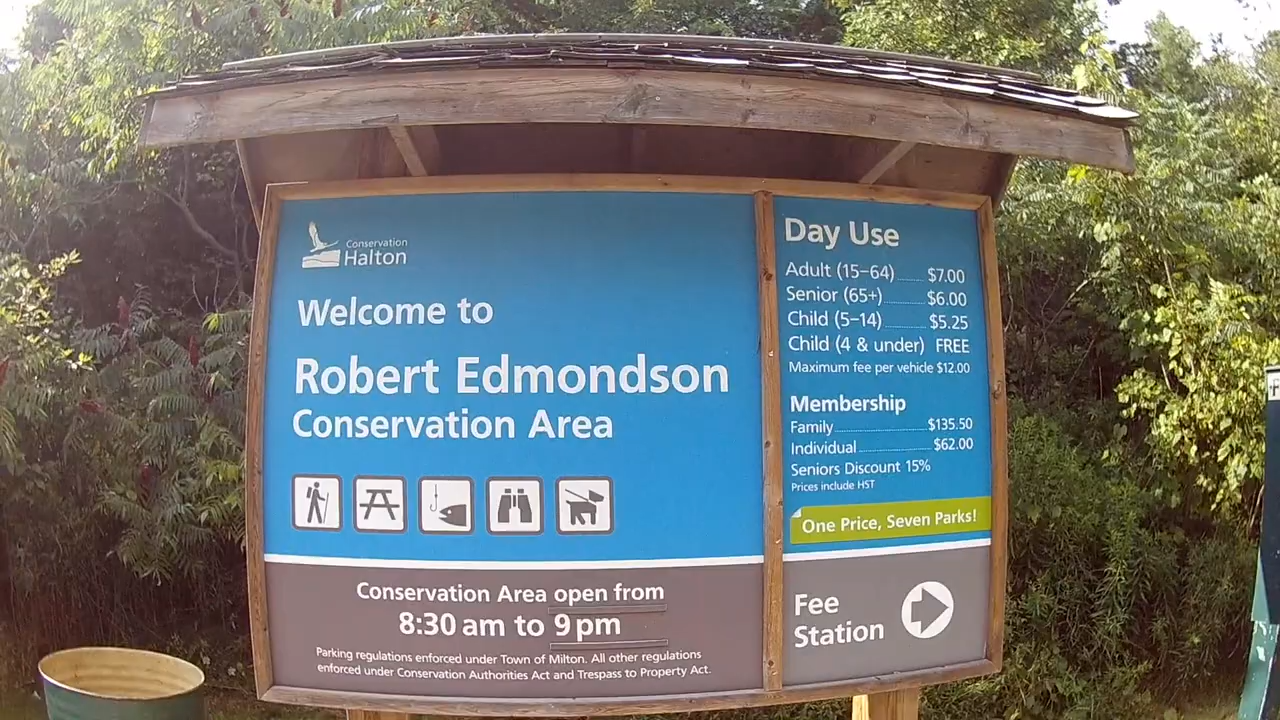 Conservation
Halton
Welcome to
Robert Edmondson
Conservation Area
Conservation Area open from
8:30 am to 9 pm
Parking regulations enforced under Town of Milton. All other regulations
enforced under Conservation Authorities Act and Trespass to Property Act.
Day Use
Adult (15–64) $7.00
Senior (65+) $6.00
Child (5–14) $5.25
Child (4 & under) FREE
Maximum fee per vehicle $12.00
Membership
Family $135.50
Individual $62.00
Seniors Discount 15%
Prices include HST
One Price, Seven Parks!
Fee
Station